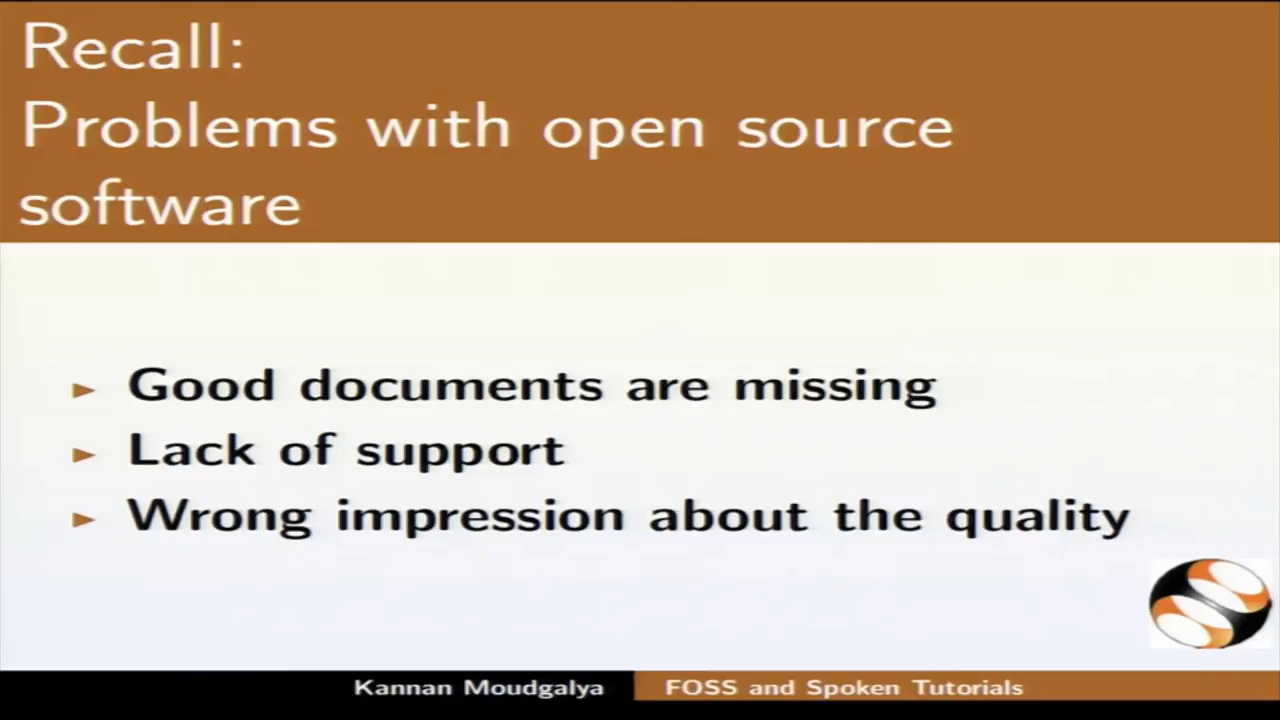 Recall:
Problems with open source
software
► Good documents are missing
► Lack of support
► Wrong impression about the quality
Kannan Moudgalya FOSS and Spoken Tutorials